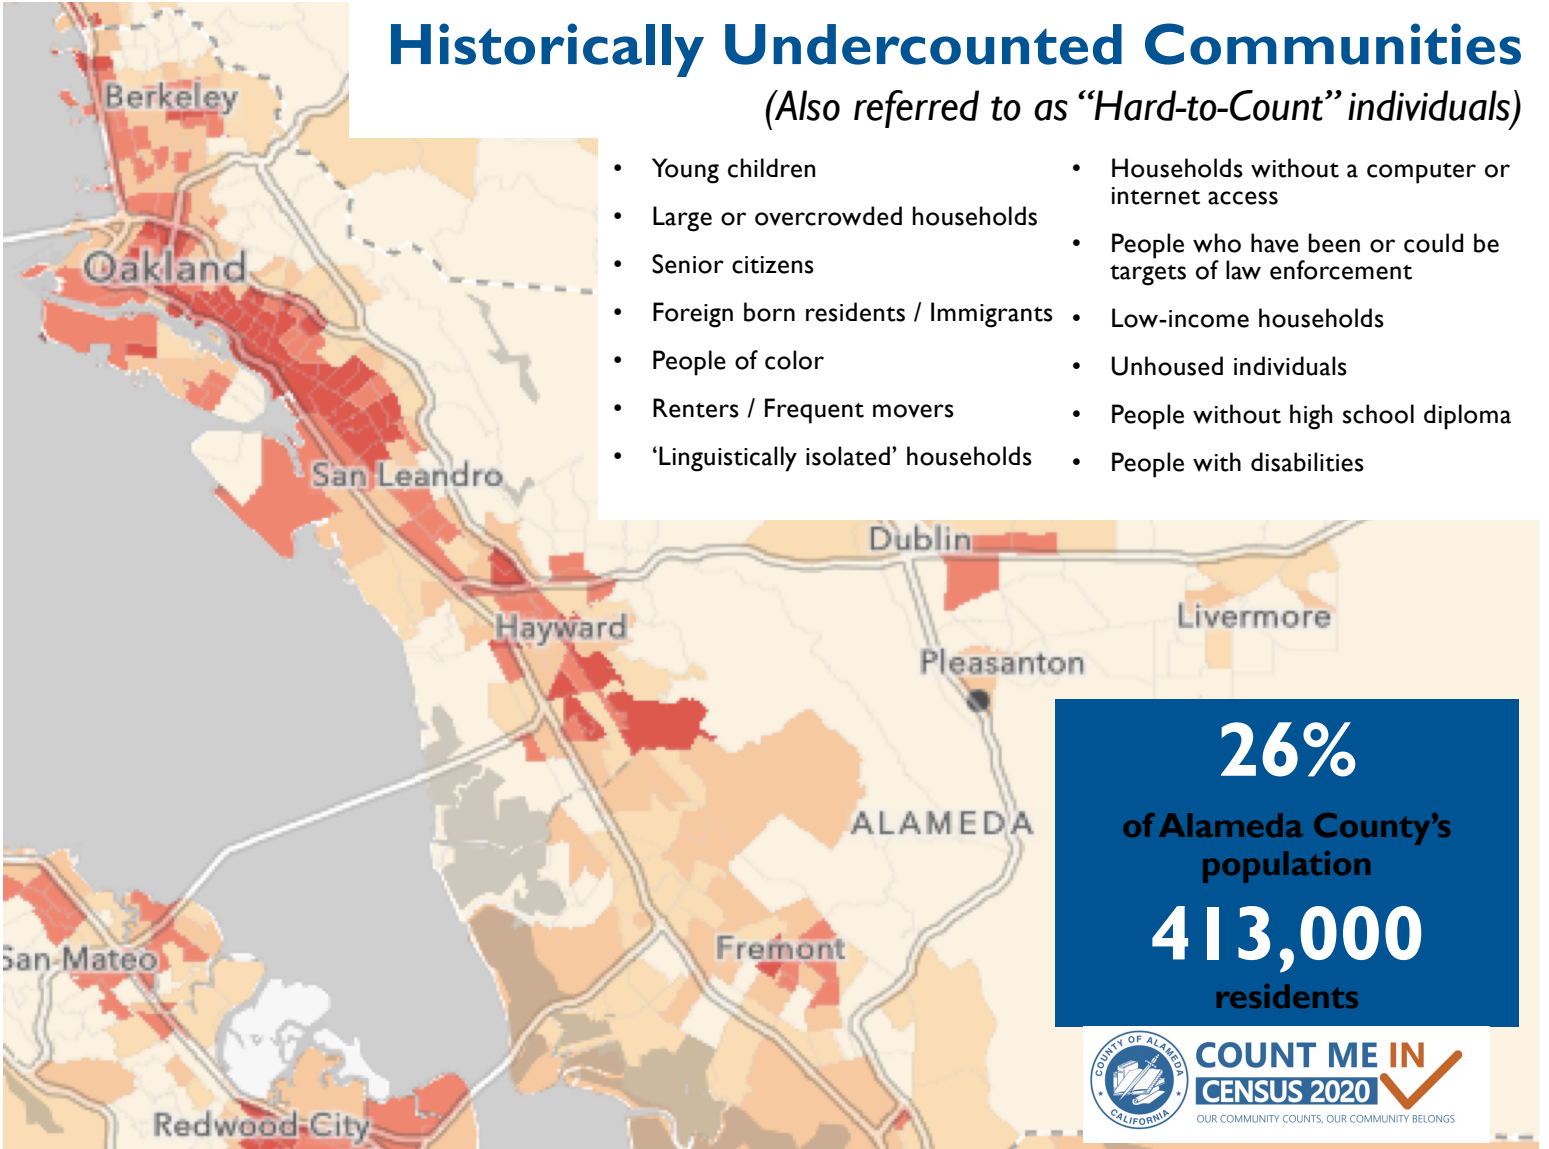 Historically Undercounted Communities
(Also referred to as “Hard-to-Count” individuals)
• Young children
• Large or overcrowded households
• Senior citizens
• Foreign born residents / Immigrants
• People of color
• Renters / Frequent movers
• ‘Linguistically isolated’ households
• Households without a computer or
internet access
• People who have been or could be
targets of law enforcement
• Low-income households
• Unhoused individuals
• People without high school diploma
• People with disabilities
Berkeley
Oakland
San Leandro
Dublin
Hayward
Livermore
Pleasanton
ALAMEDA
Fremont
San Mateo
Redwood City
26%
of Alameda County’s
population
413,000
residents
COUNTY OF ALAMEDA
CALIFORNIA
COUNT ME IN
CENSUS 2020
OUR COMMUNITY COUNTS, OUR COMMUNITY BELONGS